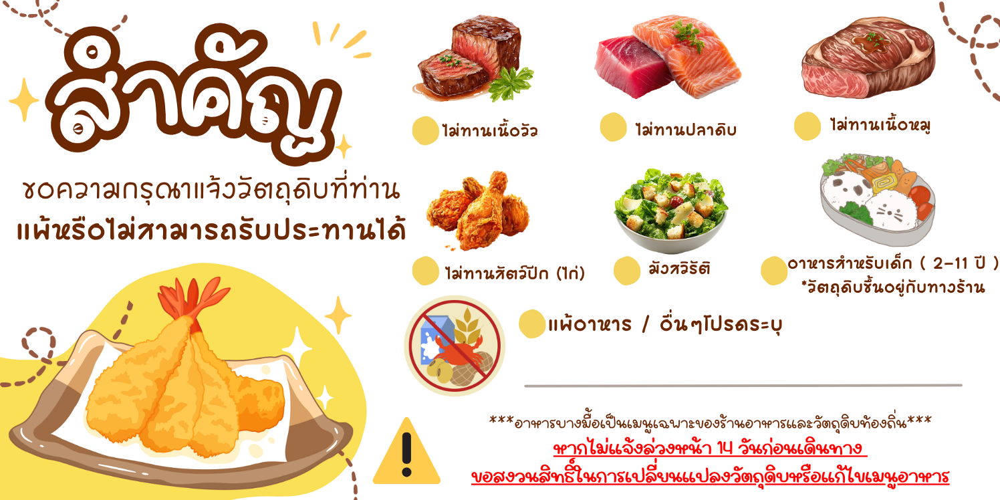 สำคัญ
ขอความกรุณาแจ้งวัตถุดิบที่ท่าน
แพ้หรือไม่สามารถรับประทานได้
ไม่ทานเนื้อวัว
ไม่ทานปลาดิบ
ไม่ทานเนื้อหมู
ไม่ทานสัตว์ปีก (ไก่)
มังสวิรัติ
อาหารสำหรับเด็ก ( 2-11 ปี )
*วัตถุดิบขึ้นอยู่กับทางร้าน
แพ้อาหาร / อื่นๆโปรดระบุ
***อาหารบางมื้อเป็นเมนูเฉพาะของร้านอาหารและวัตถุดิบท้องถิ่น***
หากไม่แจ้งล่วงหน้า 14 วันก่อนเดินทาง
ขอสงวนสิทธิ์ในการเปลี่ยนแปลงวัตถุดิบหรือแก้ไขเมนูอาหาร